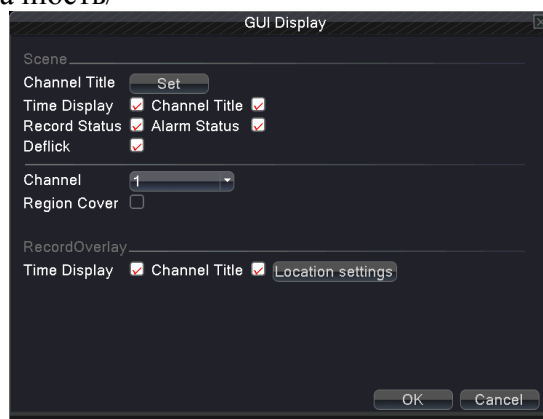 GUI Display
Scene
Channel Title Set
Time Display Channel Title
Record Status Alarm Status
Deflick
Channel 1
Region Cover
RecordOverlay
Time Display Channel Title Location settings
OK Cancel